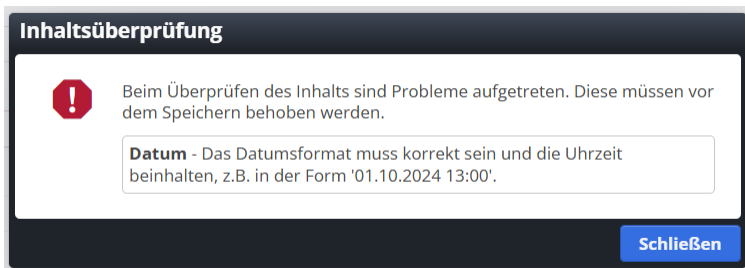 Inhaltsüberprüfung
Beim Überprüfen des Inhalts sind Probleme aufgetreten. Diese müssen vor
dem Speichern behoben werden.
Datum - Das Datumsformat muss korrekt sein und die Uhrzeit
beinhalten, z.B. in der Form '01.10.2024 13:00'.
Schließen